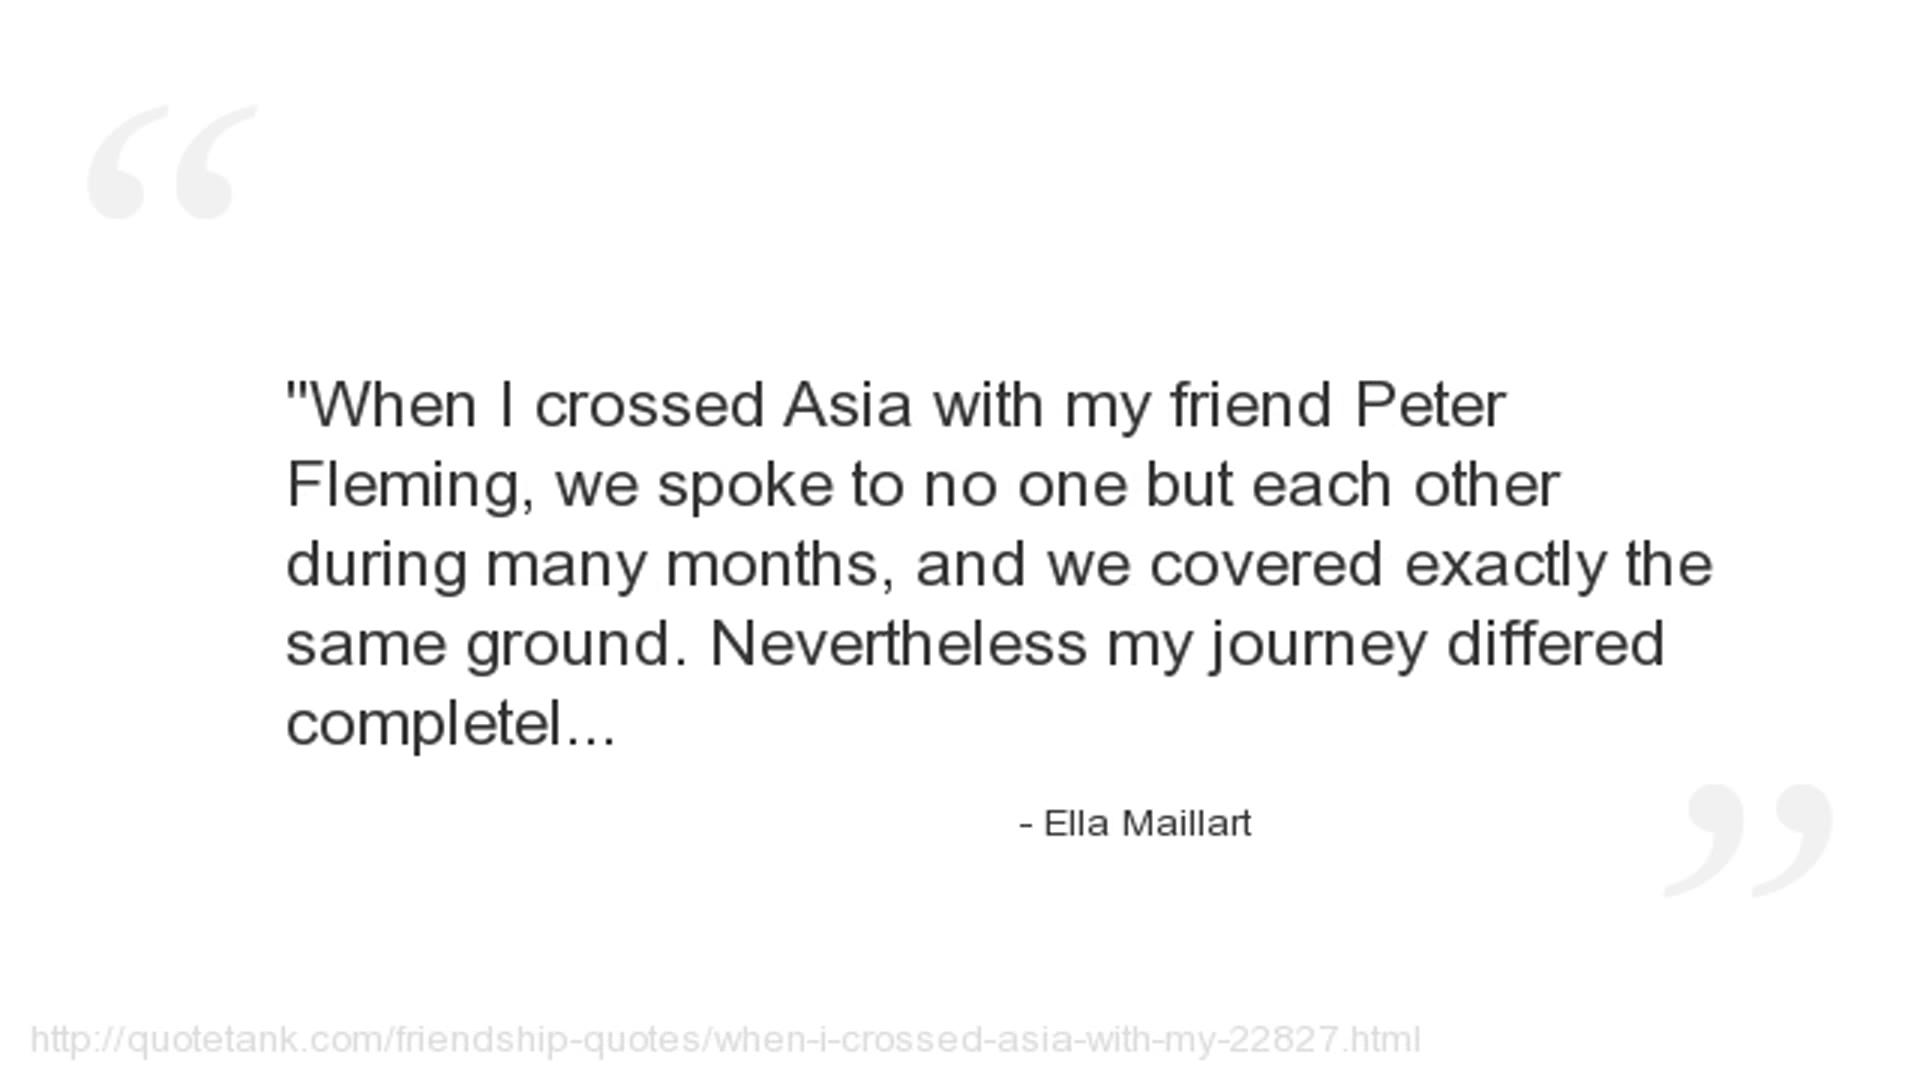 "When I crossed Asia with my friend Peter
Fleming, we spoke to no one but each other
during many months, and we covered exactly the
same ground. Nevertheless my journey differed
completel...
- Ella Maillart
http://quotetank.com/friendship-quotes/when-i-crossed-asia-with-my-22827.html